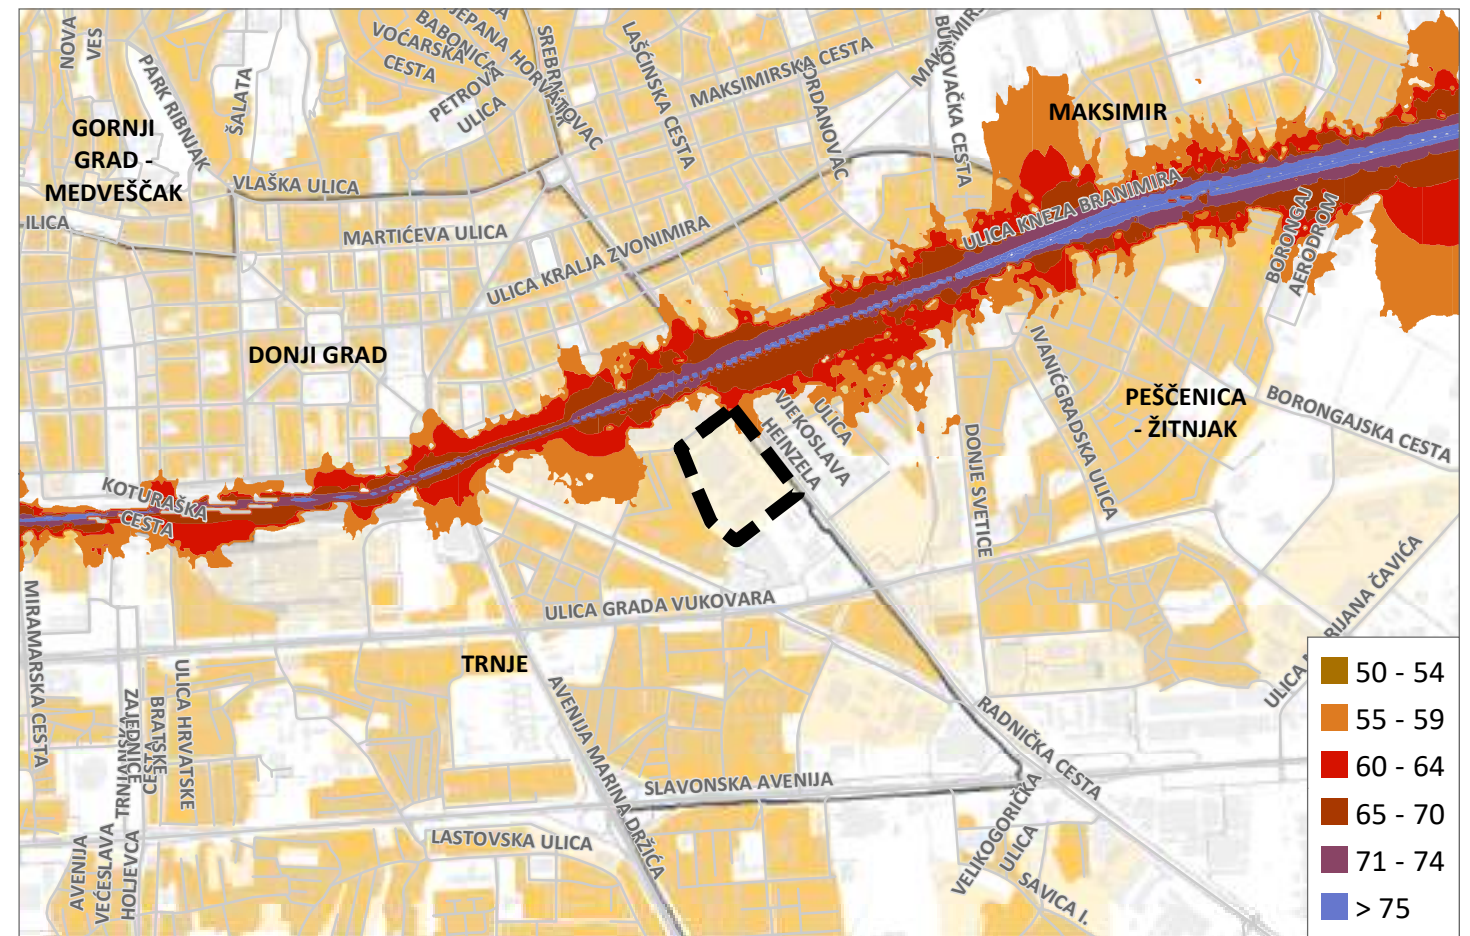 NOVA
VES
PARK RIBNJAK
ŠALATA
VOĆARSKA
CESTA
BABONIĆA
PETROVA
ULICA
LAŠĆINSKA CESTA
MAKSIMIRSKA CESTA
BUKOVAČKA CESTA
MAKSIMIR
GORNJI
GRAD -
MEDVEŠČAK
VLAŠKA ULICA
ILICA
MARTIĆEVA ULICA
ULICA KRALJA ZVONIMIRA
ULICA KNEZA BRANIMIRA
BORONGAJ
AERODROM
DONJI GRAD
IVANIĆGRADSKA ULICA
PEŠČENICA
- ŽITNJAK
BORONGAJSKA CESTA
ULICA
VJEKOSLAVA
HEINZELA
DONJE SVETICE
KOTURAŠKA
CESTA
MIRAMARSKA CESTA
ULICA GRADA VUKOVARA
TRNJE
ULICA HRVATSKE
BRATSKE
ZAJEDNICE
TRNJANSKA
CESTA
AVENIJA MARINA DRŽIĆA
RADNIČKA CESTA
SLAVONSKA AVENIJA
LASTOVSKA ULICA
VELIKOGORIČKA
ULICA
SAVICA I.
AVENIJA
VEĆESLAVA
HOLJEVCA
50 - 54
55 - 59
60 - 64
65 - 70
71 - 74
> 75